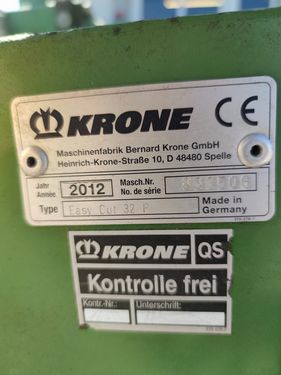 KRONE CE
Maschinenfabrik Bernard Krone GmbH
Heinrich-Krone-Straße 10, D 48480 Spelle
Jahr
Année
2012
Masch.Nr.
No. de série
Type
Easy Cut 32 P
Made in
Germany
KRONE QS
Kontrolle frei
Kontr.-Nr.: Unterschrift: